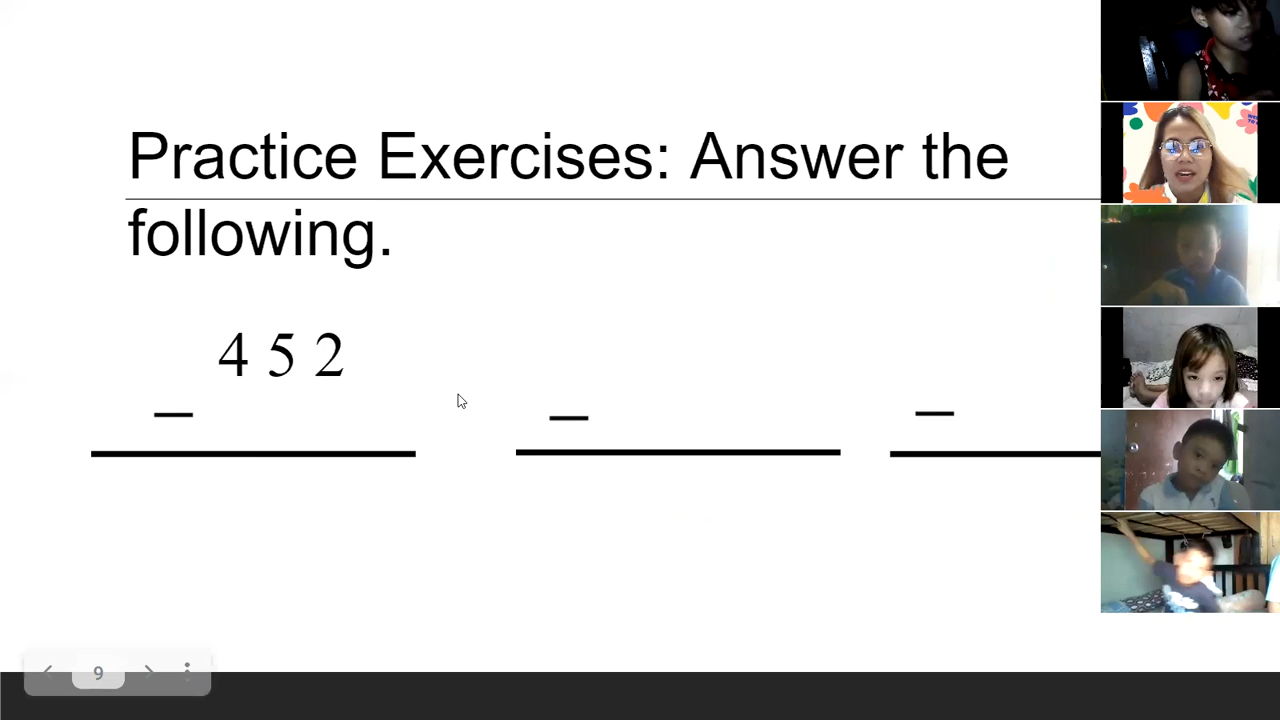 Practice Exercises: Answer the
following.
4 5 2
–
–
–
9